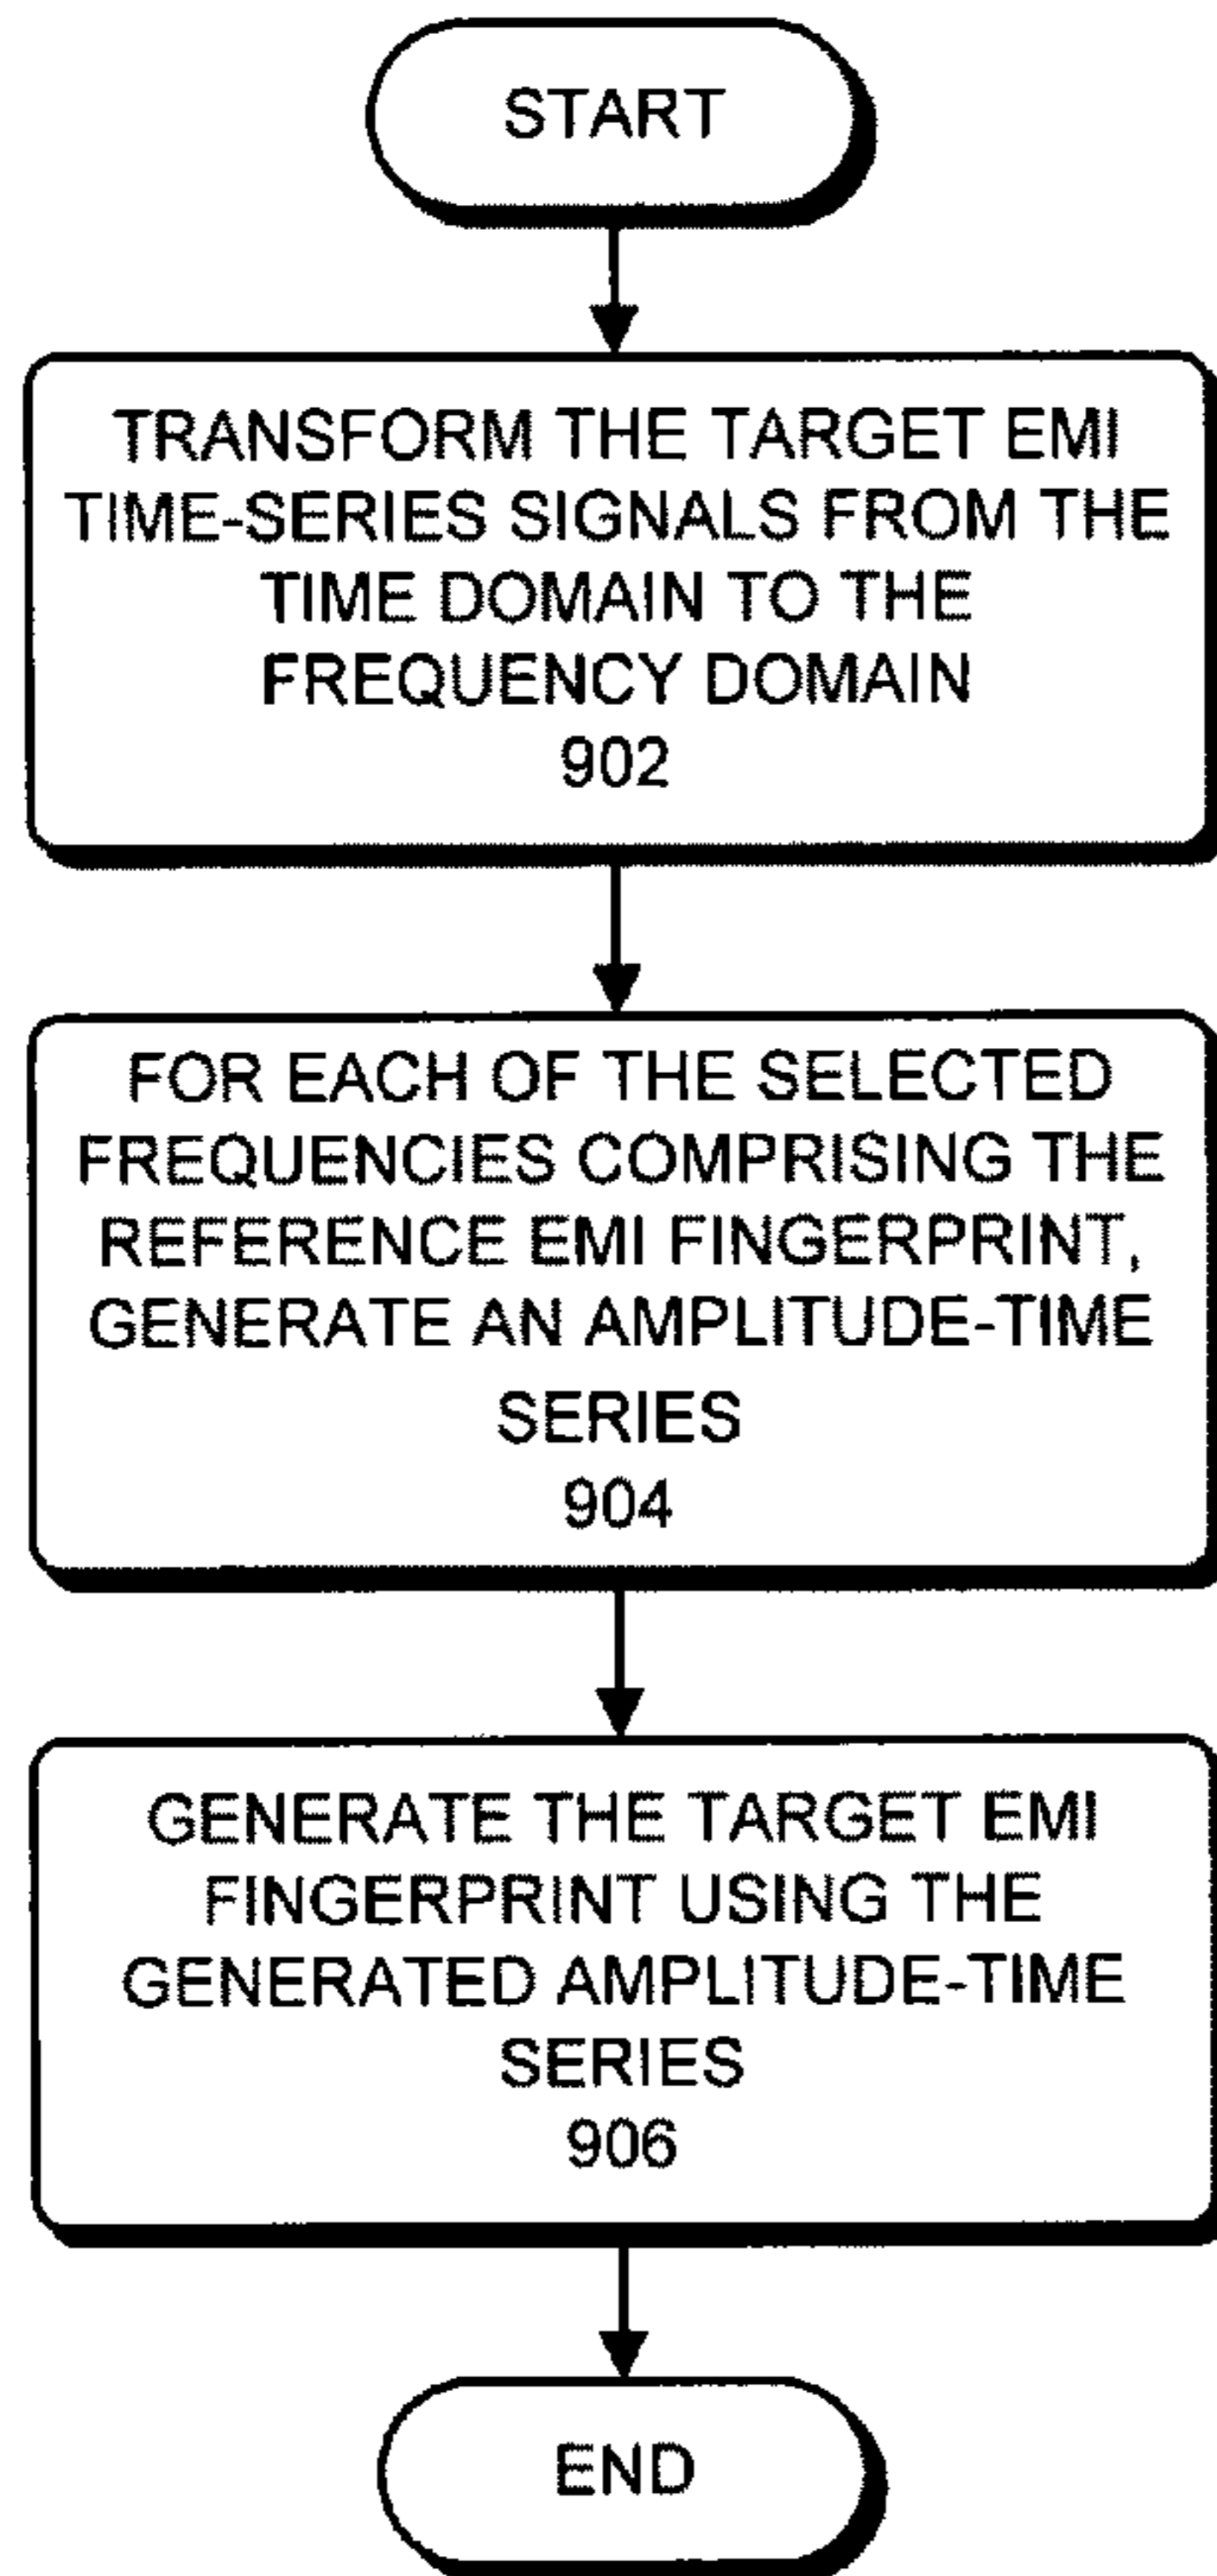 START
TRANSFORM THE TARGET EMI
TIME-SERIES SIGNALS FROM THE
TIME DOMAIN TO THE
FREQUENCY DOMAIN
902
FOR EACH OF THE SELECTED
FREQUENCIES COMPRISING THE
REFERENCE EMI FINGERPRINT,
GENERATE AN AMPLITUDE-TIME
SERIES
904
GENERATE THE TARGET EMI
FINGERPRINT USING THE
GENERATED AMPLITUDE-TIME
SERIES
906
END